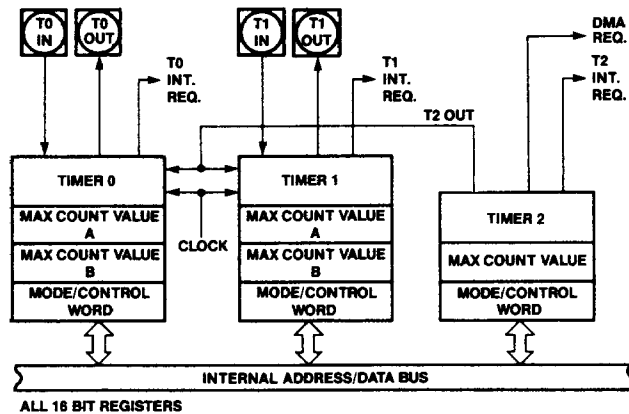 T0
IN
T0
OUT
T1
IN
T1
OUT
DMA
REQ.
T0
INT.
REQ.
T1
INT.
REQ.
T2
INT.
REQ.
T2 OUT
TIMER 0
MAX COUNT VALUE
A
MAX COUNT VALUE
B
MODE/CONTROL
WORD
CLOCK
TIMER 1
MAX COUNT VALUE
A
MAX COUNT VALUE
B
MODE/CONTROL
WORD
TIMER 2
MAX COUNT VALUE
MODE/CONTROL
WORD
INTERNAL ADDRESS/DATA BUS
ALL 16 BIT REGISTERS